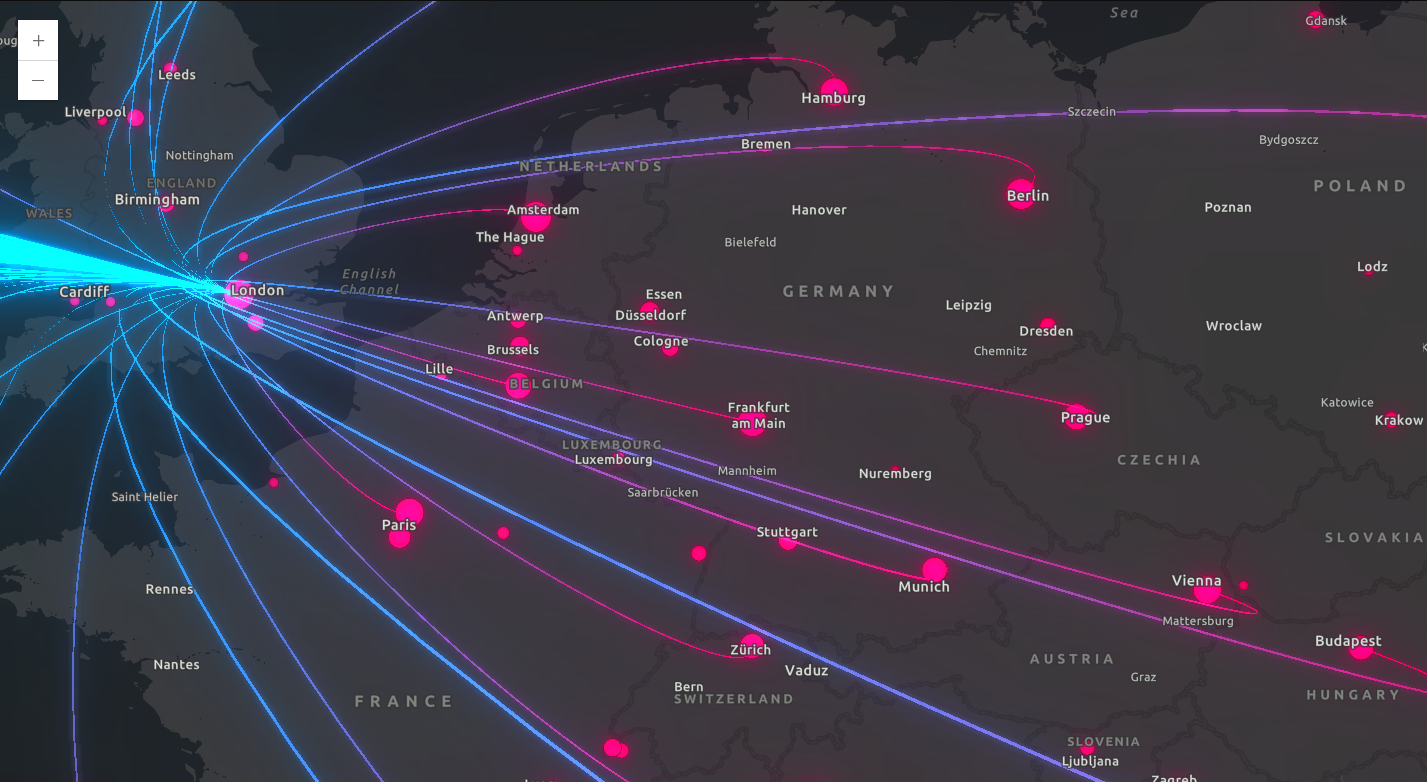 Sea
Gdansk
+
−
Leeds
Liverpool
Hamburg
Szczecin
Bremen
Bydgoszcz
Nottingham
NETHERLANDS
ENGLAND
Birmingham
POLAND
Berlin
WALES
Amsterdam
Hanover
Poznan
The Hague
Bielefeld
Lodz
English
Channel
London
Cardiff
Essen
GERMANY
Leipzig
Antwerp
Düsseldorf
Dresden
Wroclaw
Brussels
Cologne
Chemnitz
Lille
BELGIUM
Katowice
Frankfurt
am Main
Prague
Krakow
LUXEMBOURG
Luxembourg
CZECHIA
Mannheim
Nuremberg
Saarbrücken
Saint Helier
Paris
Stuttgart
SLOVAKIA
Munich
Vienna
Rennes
Mattersburg
Budapest
Zürich
Nantes
Vaduz
AUSTRIA
Graz
Bern
SWITZERLAND
HUNGARY
FRANCE
SLOVENIA
Ljubljana
Zagreb